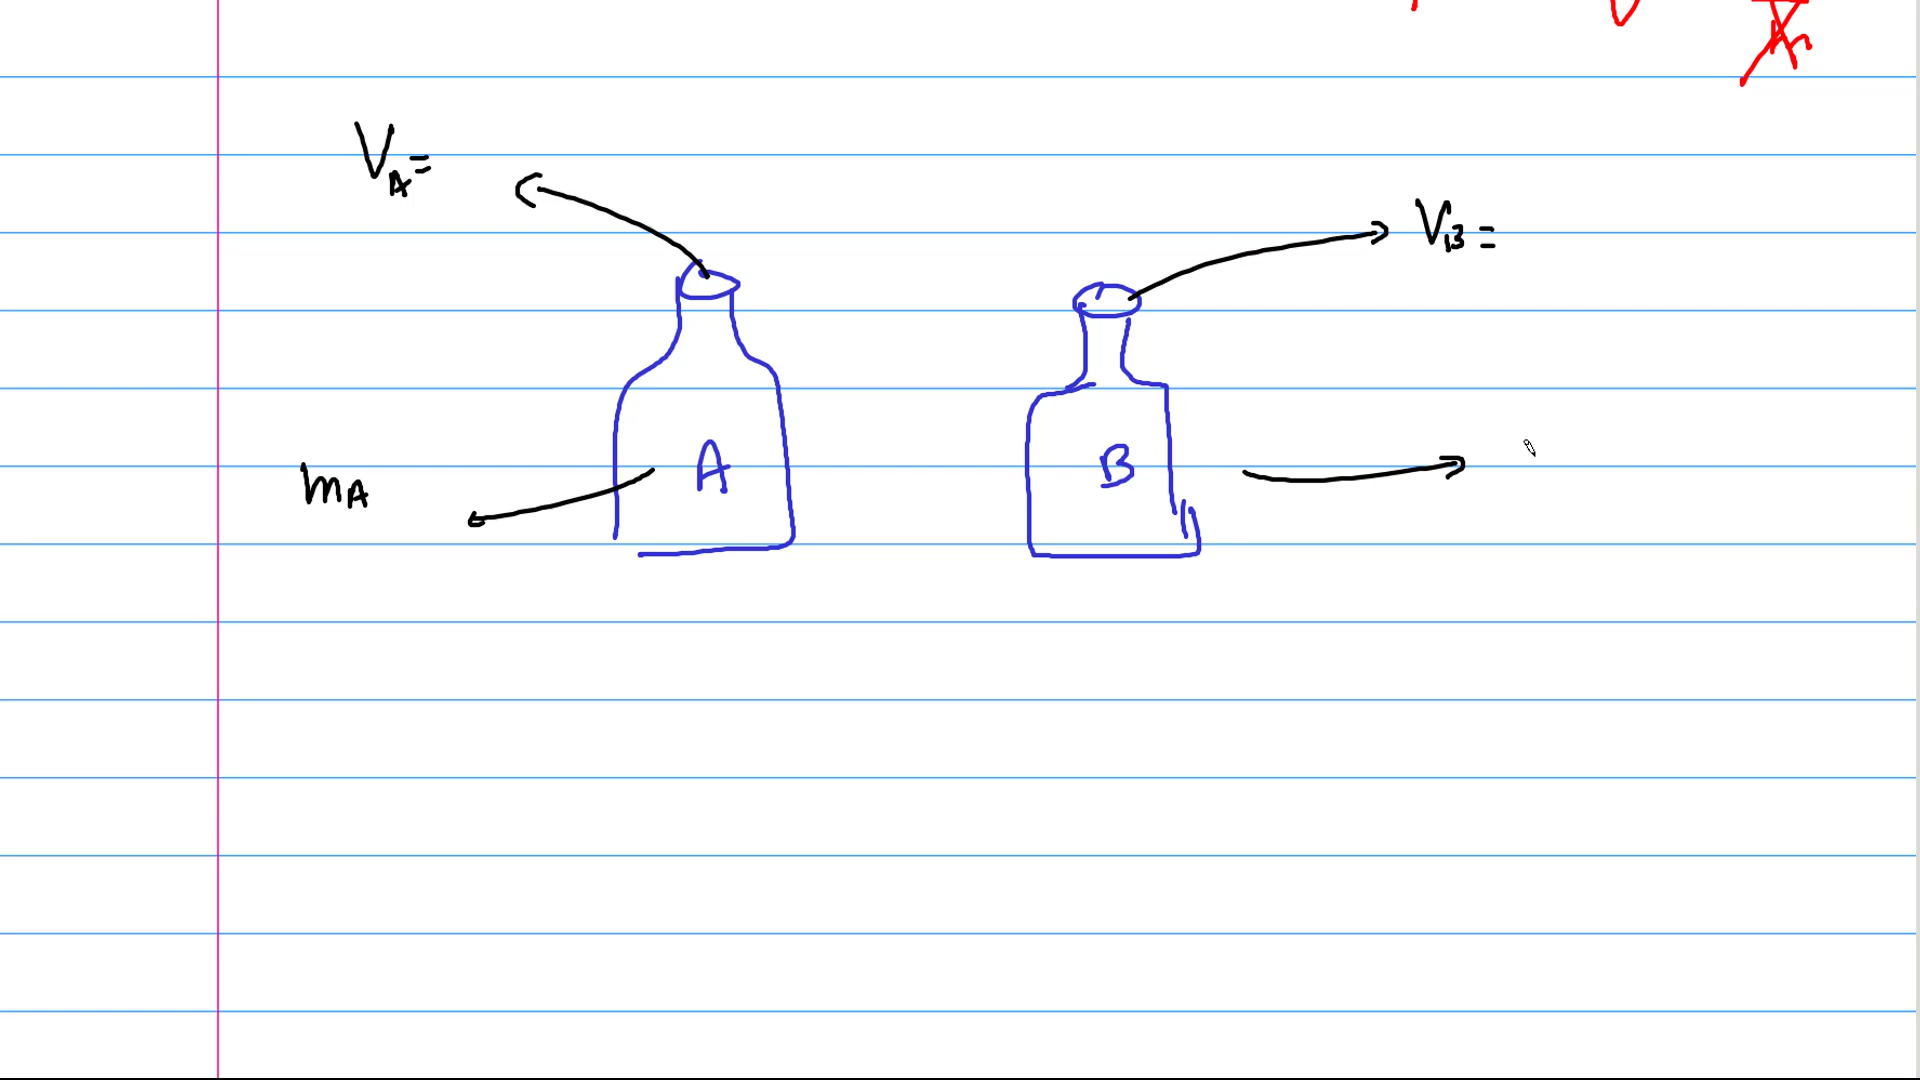 V_A =
V_B =
A
B
m_A